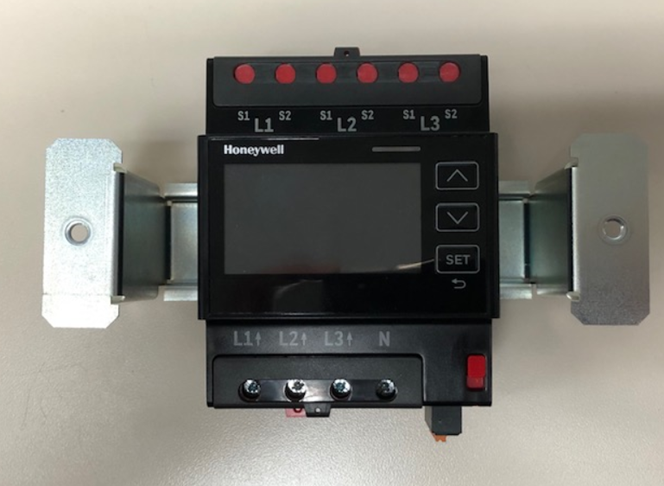 S1 L1 S2 S1 L2 S2 S1 L3 S2
Honeywell
SET
L1↑ L2↑ L3↑ N